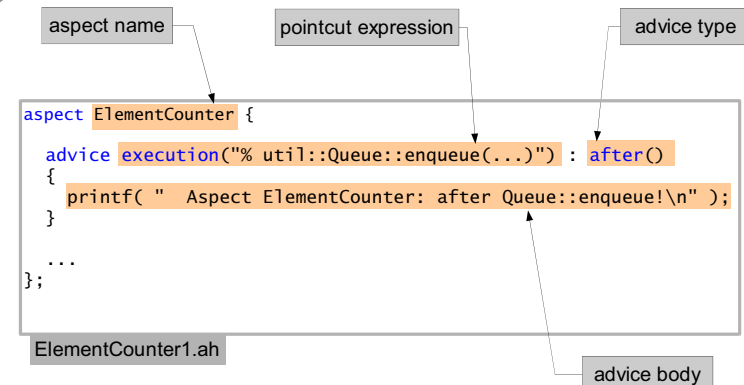 aspect name
pointcut expression
advice type
aspect ElementCounter {
advice execution("% util::Queue::enqueue(...)") : after()
{
printf( "  Aspect ElementCounter: after Queue::enqueue!\n" );
}
...
};
ElementCounter1.ah
advice body